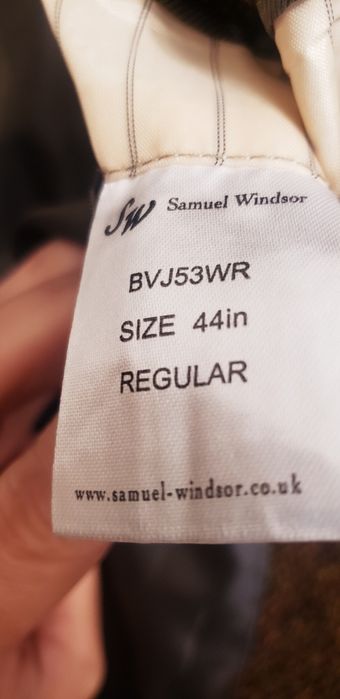 SW Samuel Windsor
BVJ53WR
SIZE 44in
REGULAR
www.samuel-windsor.co.uk